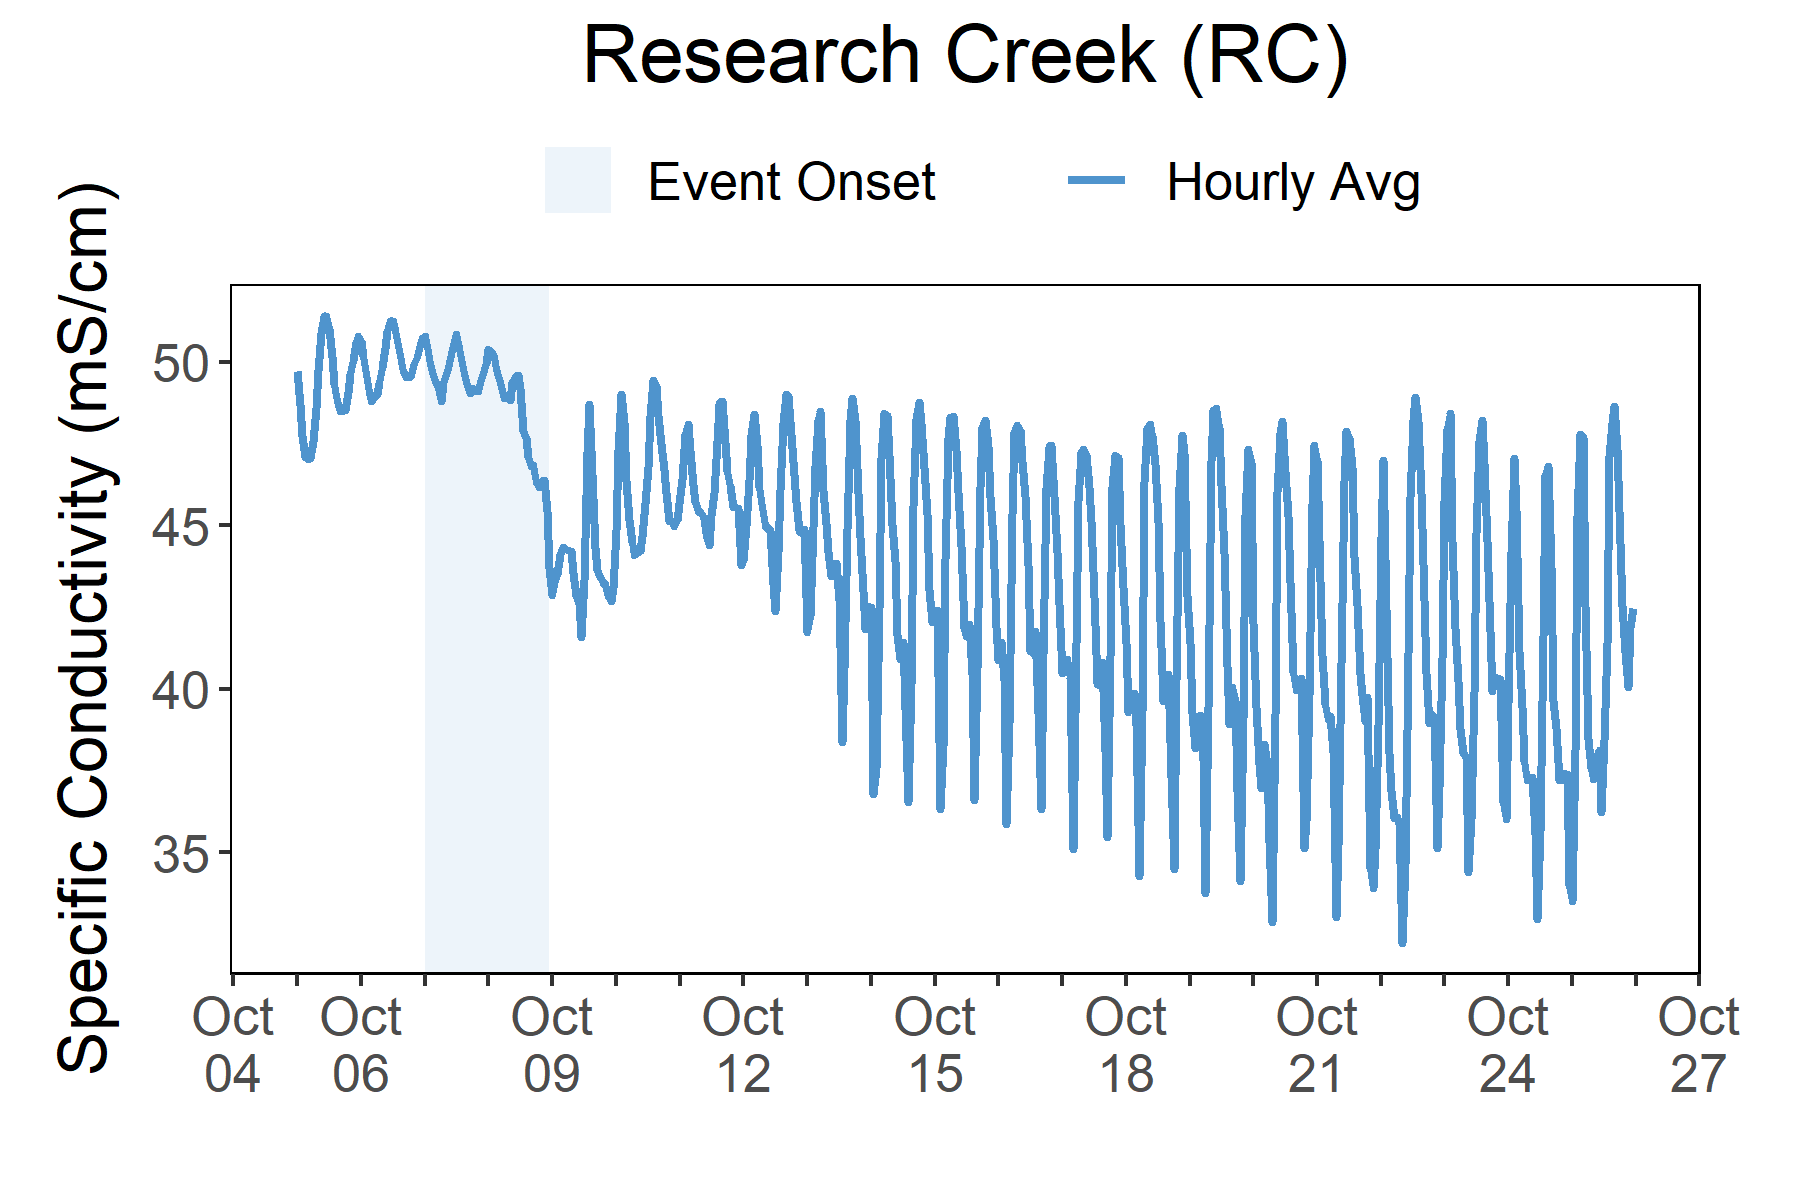 Research Creek (RC)
Event Onset
Hourly Avg
Specific Conductivity (mS/cm)
50
45
40
35
Oct 04
Oct 06
Oct 09
Oct 12
Oct 15
Oct 18
Oct 21
Oct 24
Oct 27